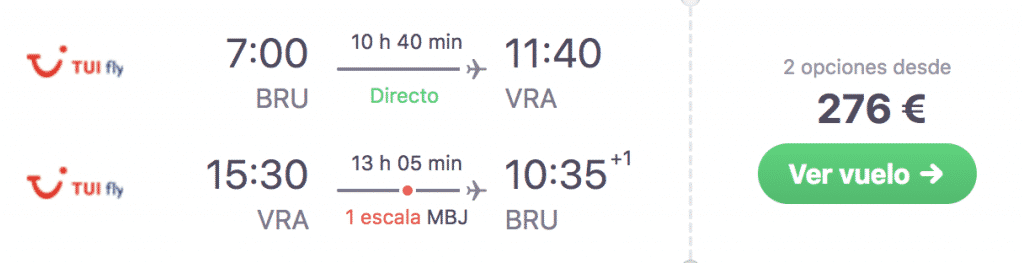 TUI fly
7:00
10 h 40 min
11:40
BRU
Directo
VRA
TUI fly
15:30
13 h 05 min
10:35+1
VRA
1 escala MBJ
BRU
2 opciones desde
276 €
Ver vuelo →